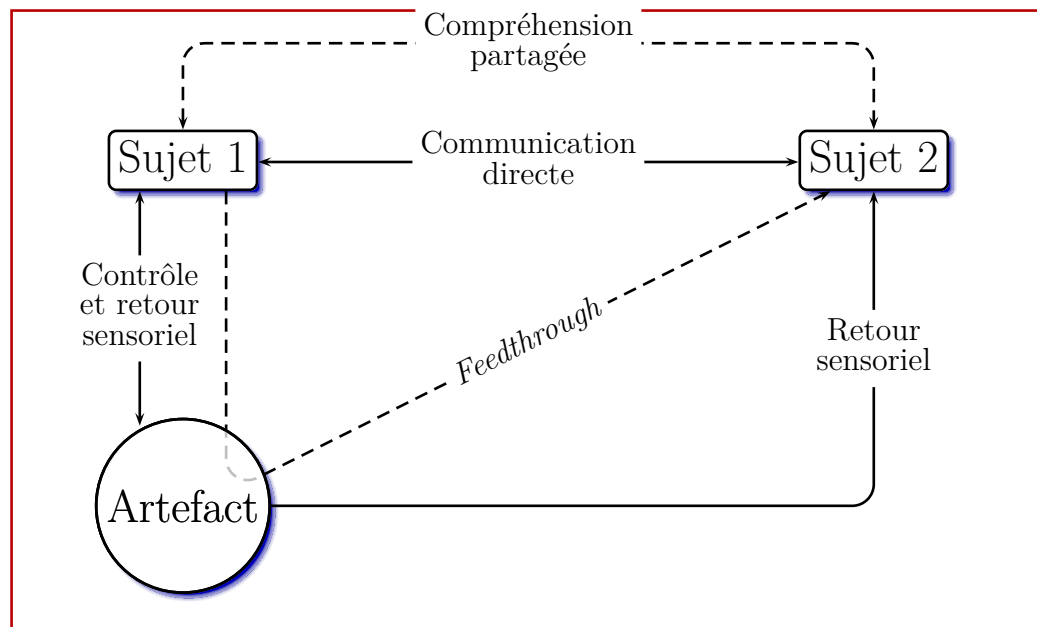 Compréhension
partagée
Sujet 1
Communication
directe
Sujet 2
Contrôle
et retour
sensoriel
Feedthrough
Retour
sensoriel
Artefact